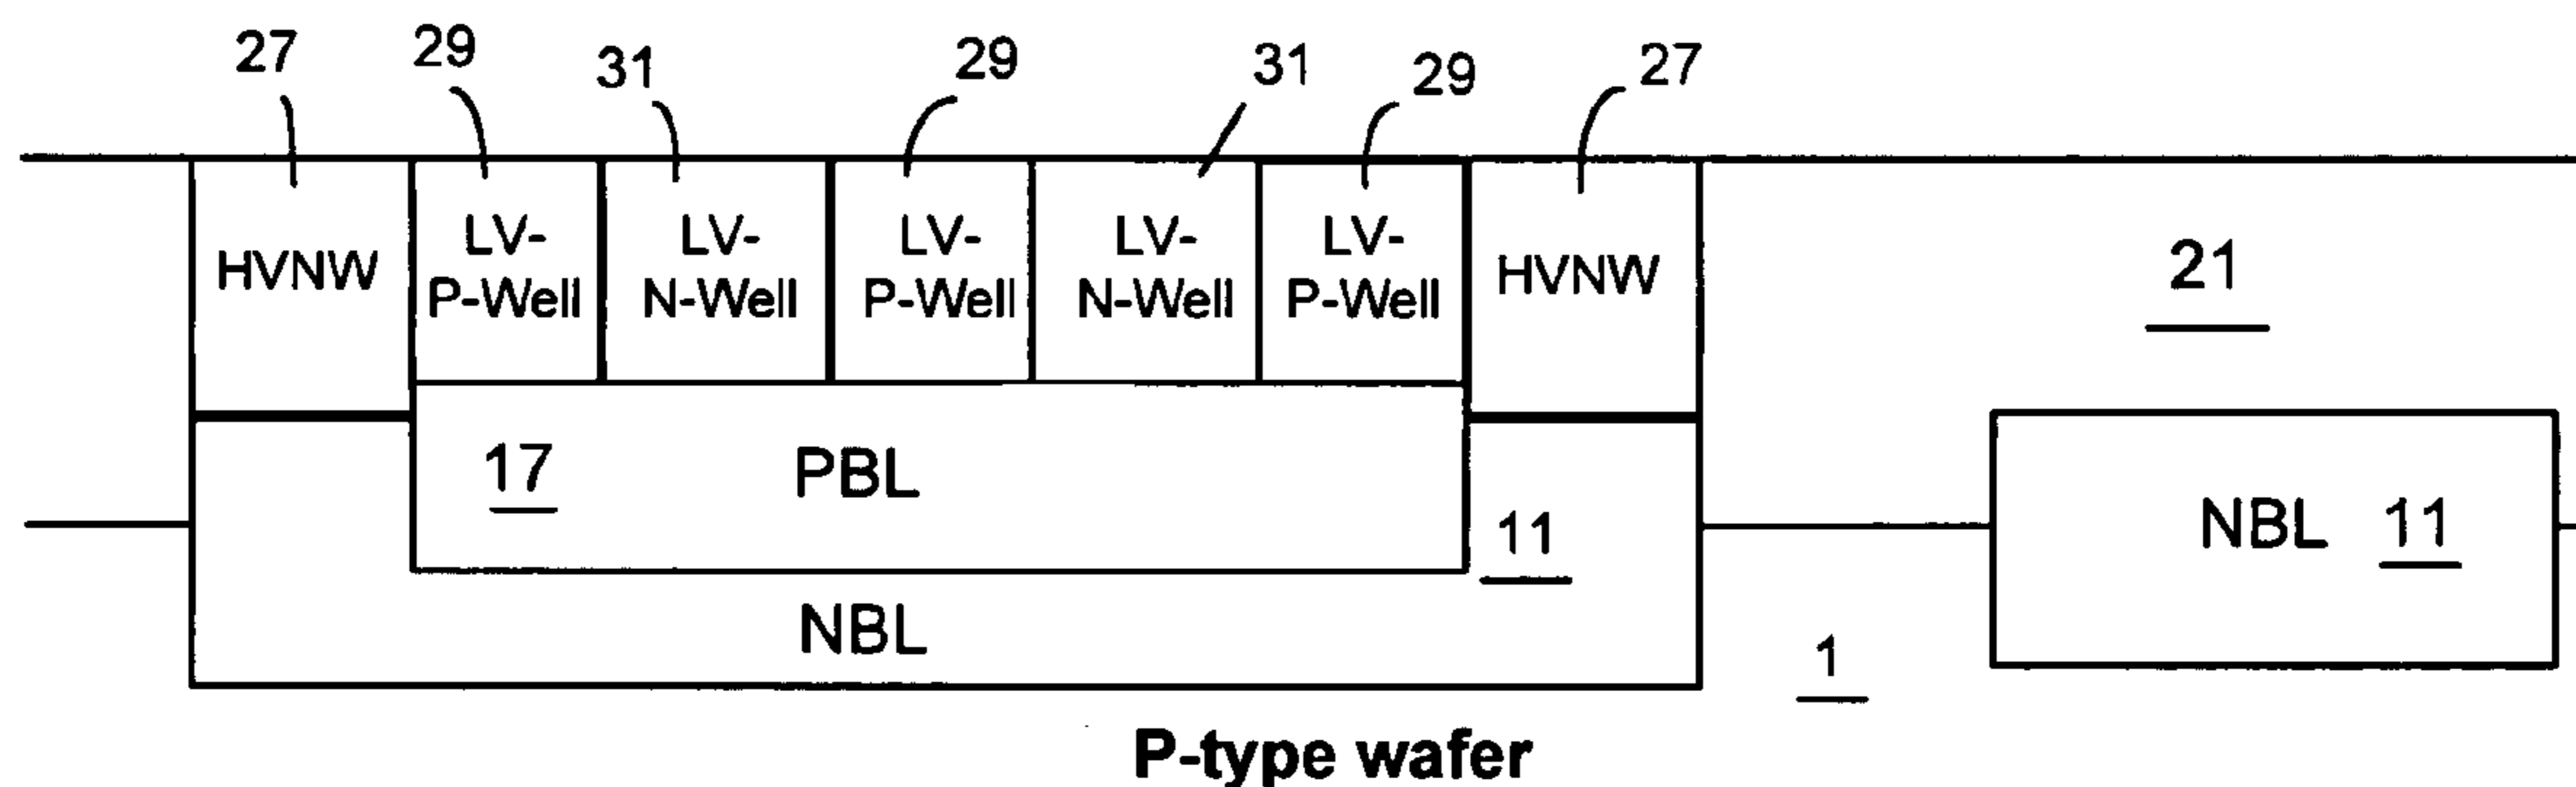 27 29 31 29 31 29 27
HVNW
LV-
P-Well
LV-
N-Well
LV-
P-Well
LV-
N-Well
LV-
P-Well
HVNW
21
17 PBL
11
NBL
NBL 11
1
P-type wafer